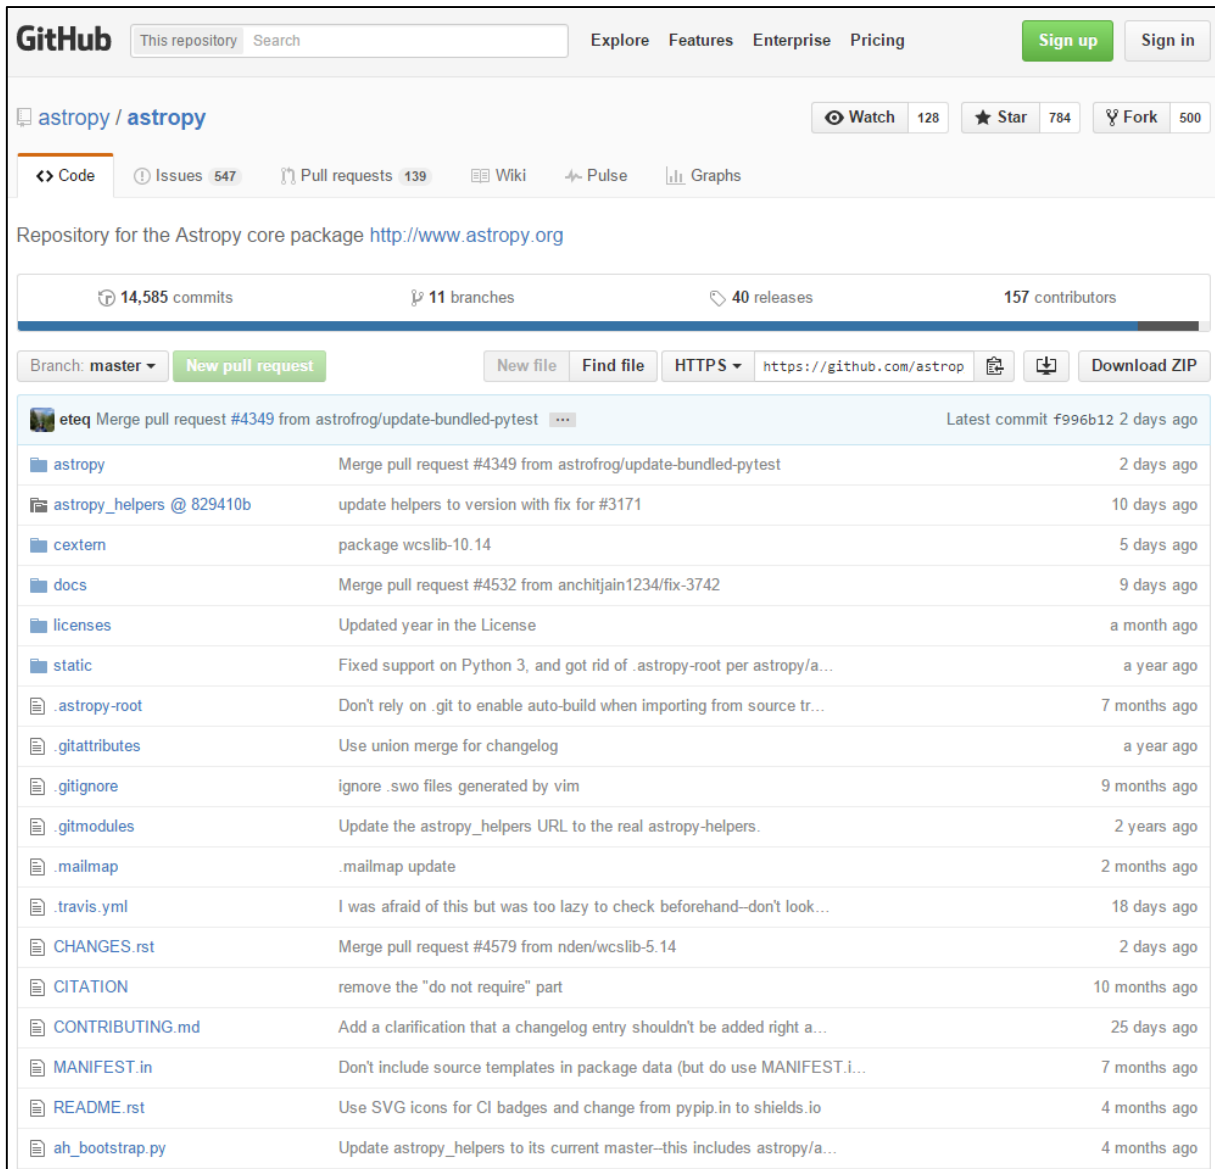 GitHub This repository Search Explore Features Enterprise Pricing Sign up Sign in
astropy / astropy Watch 128 Star 784 Fork 500
Code Issues 547 Pull requests 139 Wiki Pulse Graphs
Repository for the Astropy core package http://www.astropy.org
14,585 commits 11 branches 40 releases 157 contributors
Branch: master New pull request New file Find file HTTPS https://github.com/astrop Download ZIP
eteq Merge pull request #4349 from astrofrog/update-bundled-pytest ... Latest commit f996b12 2 days ago
astropy Merge pull request #4349 from astrofrog/update-bundled-pytest 2 days ago
astropy_helpers @ 829410b update helpers to version with fix for #3171 10 days ago
cextern package wcslib-10.14 5 days ago
docs Merge pull request #4532 from anchitjain1234/fix-3742 9 days ago
licenses Updated year in the License a month ago
static Fixed support on Python 3, and got rid of .astropy-root per astropy/a... a year ago
.astropy-root Don't rely on .git to enable auto-build when importing from source tr... 7 months ago
.gitattributes Use union merge for changelog a year ago
.gitignore ignore .swo files generated by vim 9 months ago
.gitmodules Update the astropy_helpers URL to the real astropy-helpers. 2 years ago
.mailmap .mailmap update 2 months ago
.travis.yml I was afraid of this but was too lazy to check beforehand--don't look... 18 days ago
CHANGES.rst Merge pull request #4579 from nden/wcslib-5.14 2 days ago
CITATION remove the "do not require" part 10 months ago
CONTRIBUTING.md Add a clarification that a changelog entry shouldn't be added right a... 25 days ago
MANIFEST.in Don't include source templates in package data (but do use MANIFEST.i... 7 months ago
README.rst Use SVG icons for CI badges and change from pypip.in to shields.io 4 months ago
ah_bootstrap.py Update astropy_helpers to its current master--this includes astropy/a... 4 months ago